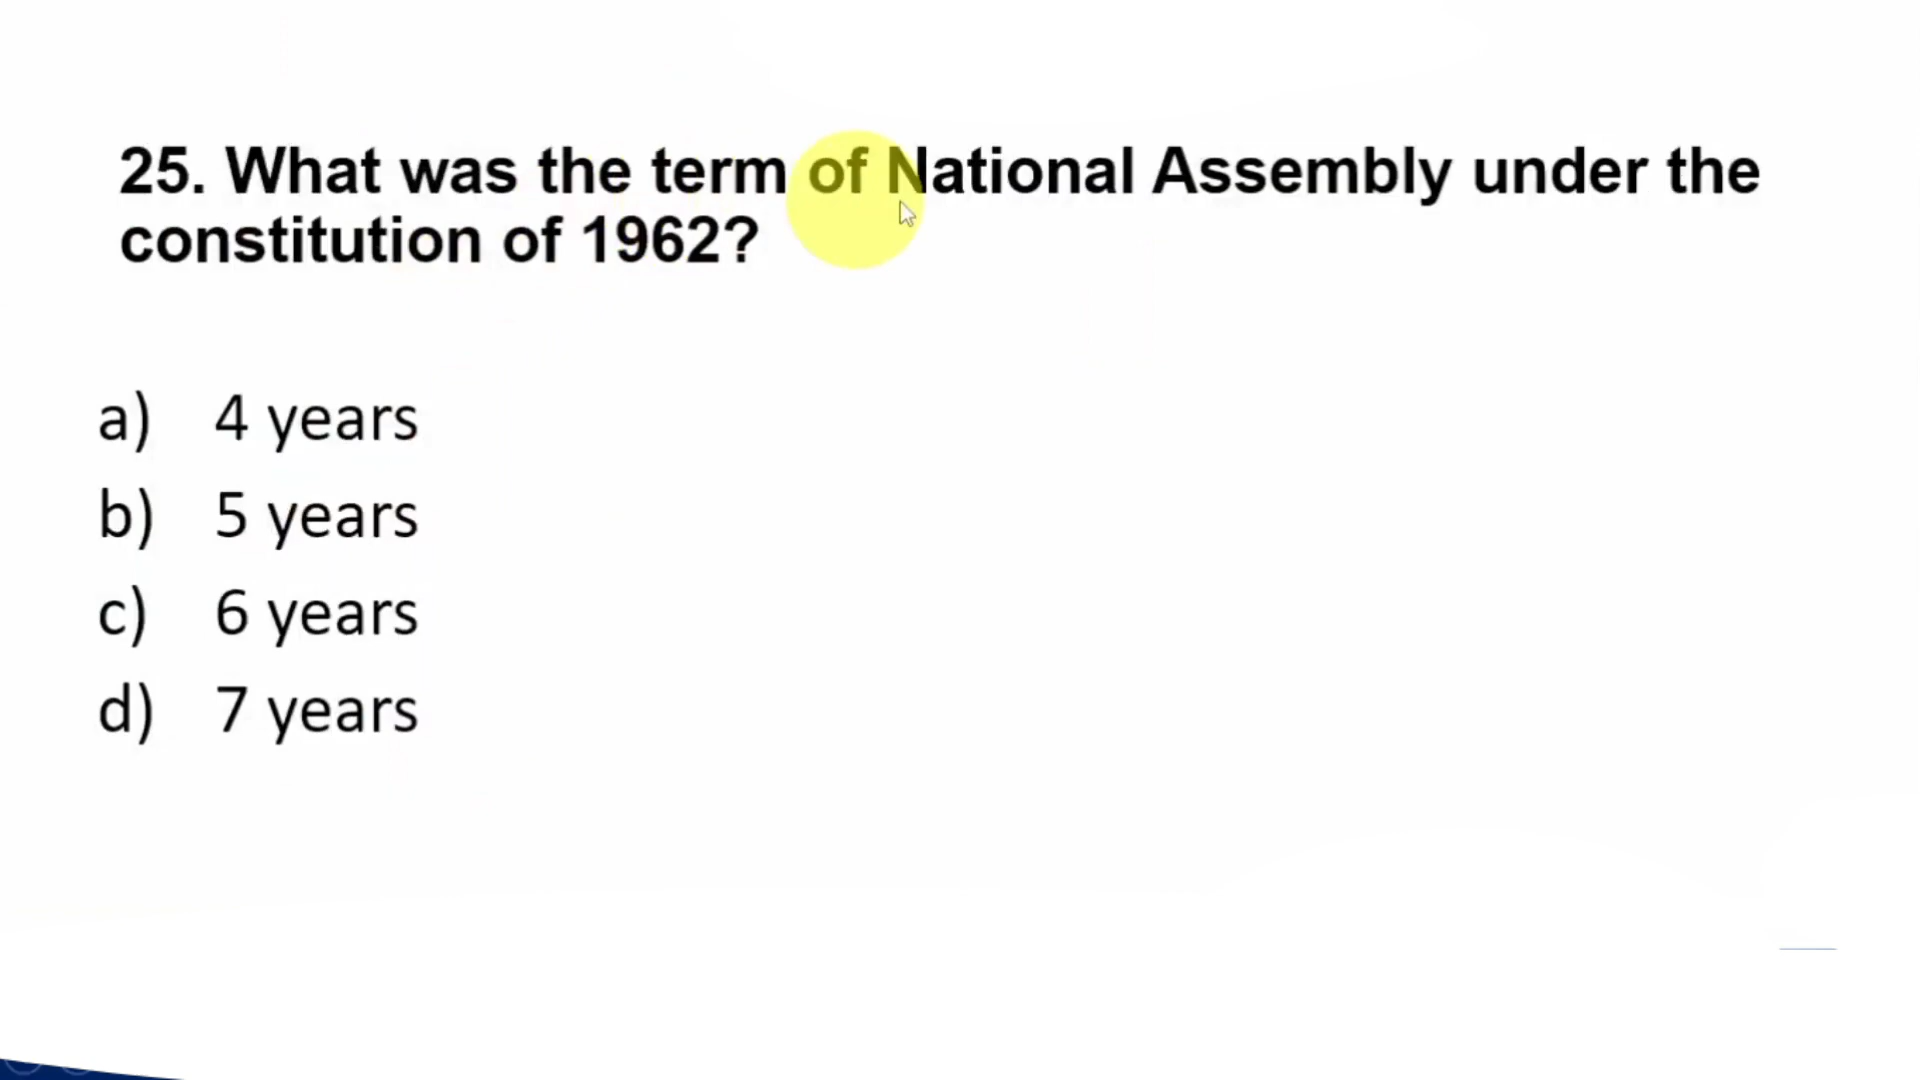 25. What was the term of National Assembly under the
constitution of 1962?
a) 4 years
b) 5 years
c) 6 years
d) 7 years